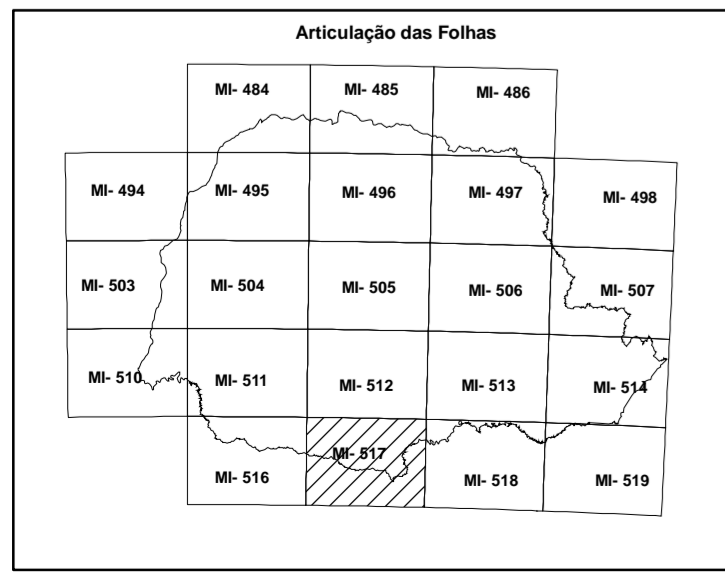 Articulação das Folhas
MI- 484 MI- 485 MI- 486
MI- 494 MI- 495 MI- 496 MI- 497 MI- 498
MI- 503 MI- 504 MI- 505 MI- 506 MI- 507
MI- 510 MI- 511 MI- 512 MI- 513 MI- 514
MI- 516 MI- 517 MI- 518 MI- 519